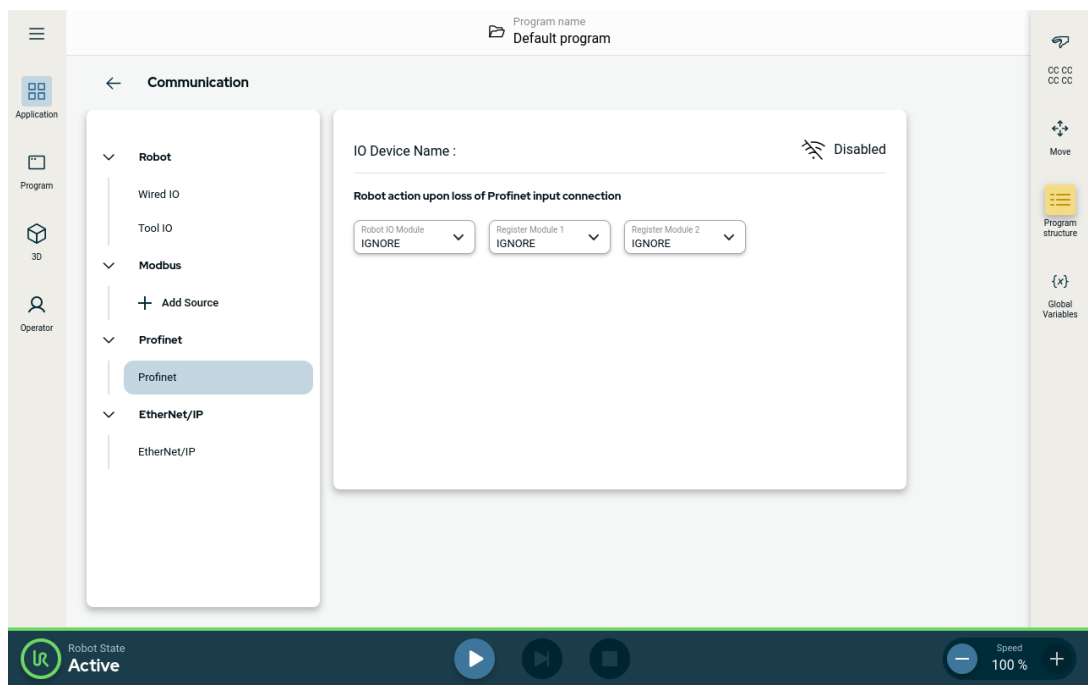 Program name
Default program
Application
Program
3D
Operator
Communication
Robot
Wired IO
Tool IO
Modbus
Add Source
Profinet
Profinet
EtherNet/IP
EtherNet/IP
IO Device Name :
Disabled
Robot action upon loss of Profinet input connection
Robot IO Module
IGNORE
Register Module 1
IGNORE
Register Module 2
IGNORE
CC CC
CC CC
Move
Program
structure
{x}
Global
Variables
UR
Robot State
Active
Speed
100 %